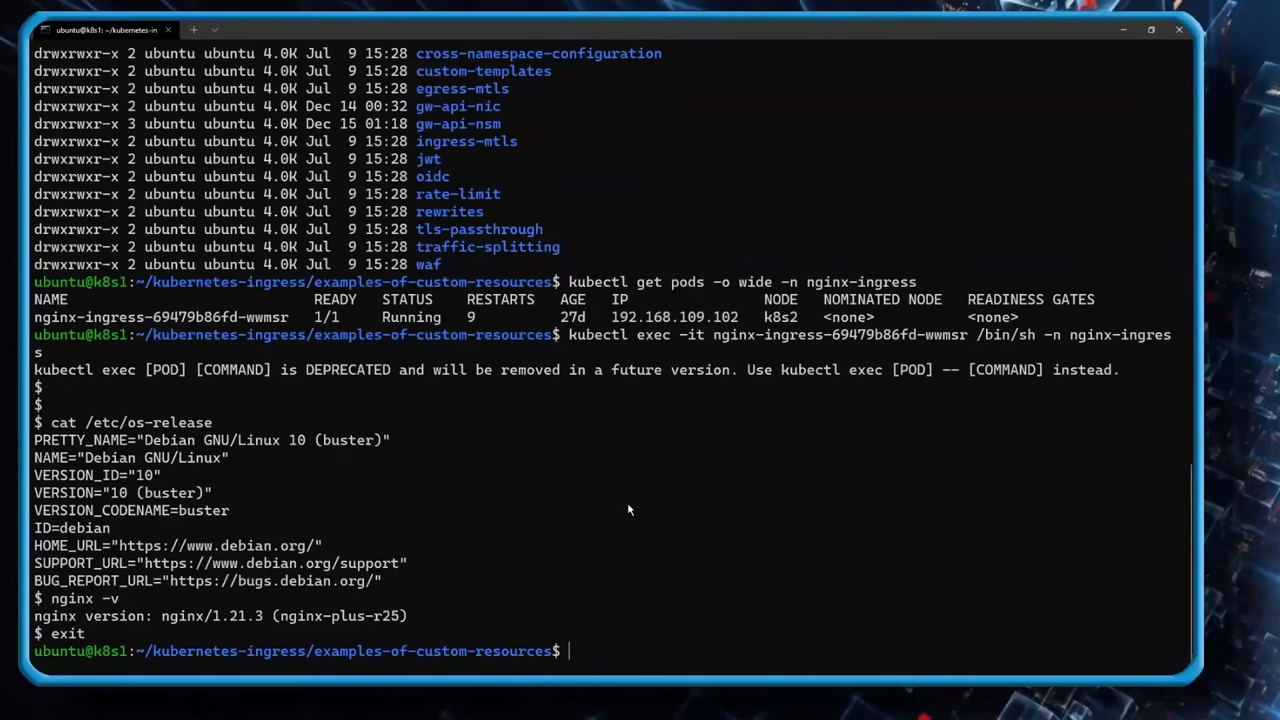 ubuntu@k8s1: ~/kubernetes-in
drwxrwxr-x 2 ubuntu ubuntu 4.0K Jul  9 15:28 cross-namespace-configuration
drwxrwxr-x 2 ubuntu ubuntu 4.0K Jul  9 15:28 custom-templates
drwxrwxr-x 2 ubuntu ubuntu 4.0K Jul  9 15:28 egress-mtls
drwxrwxr-x 2 ubuntu ubuntu 4.0K Dec 14 00:32 gw-api-nic
drwxrwxr-x 3 ubuntu ubuntu 4.0K Dec 15 01:18 gw-api-nsm
drwxrwxr-x 2 ubuntu ubuntu 4.0K Jul  9 15:28 ingress-mtls
drwxrwxr-x 2 ubuntu ubuntu 4.0K Jul  9 15:28 jwt
drwxrwxr-x 2 ubuntu ubuntu 4.0K Jul  9 15:28 oidc
drwxrwxr-x 2 ubuntu ubuntu 4.0K Jul  9 15:28 rate-limit
drwxrwxr-x 2 ubuntu ubuntu 4.0K Jul  9 15:28 rewrites
drwxrwxr-x 2 ubuntu ubuntu 4.0K Jul  9 15:28 tls-passthrough
drwxrwxr-x 2 ubuntu ubuntu 4.0K Jul  9 15:28 traffic-splitting
drwxrwxr-x 2 ubuntu ubuntu 4.0K Jul  9 15:28 waf
ubuntu@k8s1:~/kubernetes-ingress/examples-of-custom-resources$ kubectl get pods -o wide -n nginx-ingress
NAME                             READY   STATUS    RESTARTS   AGE   IP                NODE   NOMINATED NODE   READINESS GATES
nginx-ingress-69479b86fd-wwmsr   1/1     Running   9          27d   192.168.109.102   k8s2   <none>           <none>
ubuntu@k8s1:~/kubernetes-ingress/examples-of-custom-resources$ kubectl exec -it nginx-ingress-69479b86fd-wwmsr /bin/sh -n nginx-ingres
s
kubectl exec [POD] [COMMAND] is DEPRECATED and will be removed in a future version. Use kubectl exec [POD] -- [COMMAND] instead.
$
$
$ cat /etc/os-release
PRETTY_NAME="Debian GNU/Linux 10 (buster)"
NAME="Debian GNU/Linux"
VERSION_ID="10"
VERSION="10 (buster)"
VERSION_CODENAME=buster
ID=debian
HOME_URL="https://www.debian.org/"
SUPPORT_URL="https://www.debian.org/support"
BUG_REPORT_URL="https://bugs.debian.org/"
$ nginx -v
nginx version: nginx/1.21.3 (nginx-plus-r25)
$ exit
ubuntu@k8s1:~/kubernetes-ingress/examples-of-custom-resources$